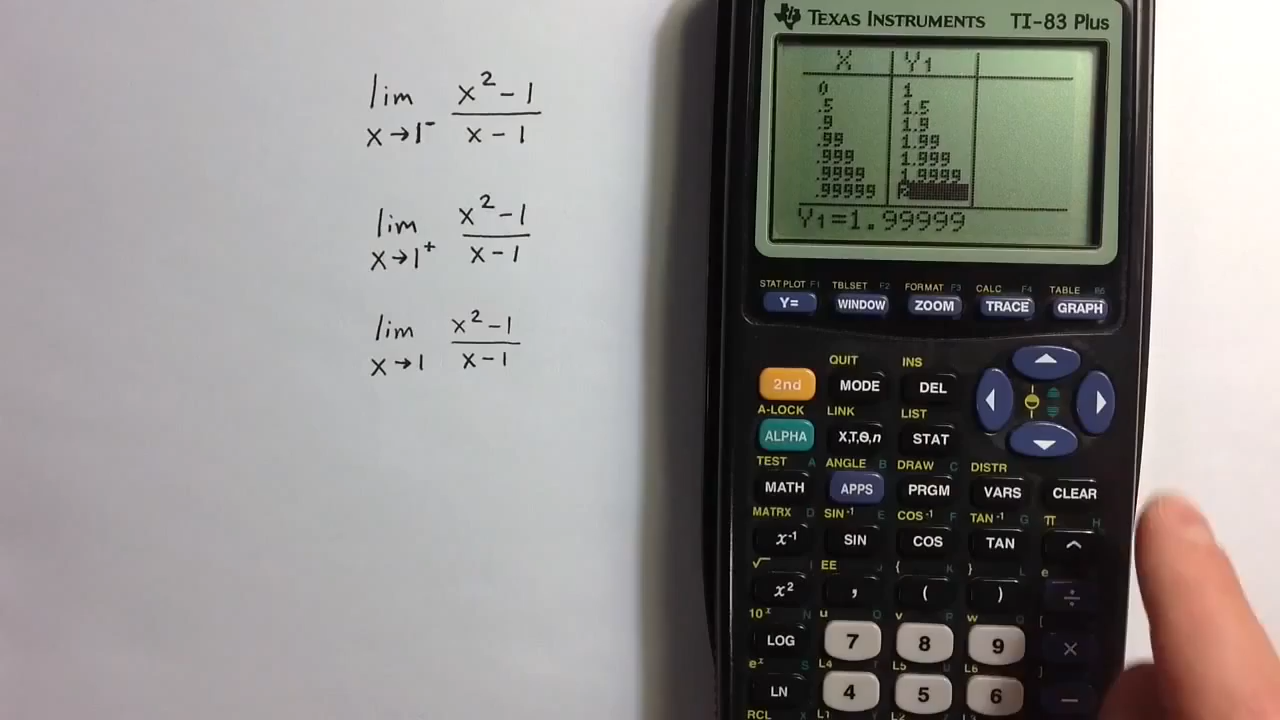 lim x²-1
x→1⁻ x-1
lim x²-1
x→1⁺ x-1
lim x²-1
x→1 x-1
TEXAS INSTRUMENTS TI-83 Plus
X Y₁
0 1
.5 1.5
.9 1.9
.99 1.99
.999 1.999
.9999 1.9999
.99999
Y₁=1.99999
STAT PLOT F1 TBLSET F2 FORMAT F3 CALC F4 TABLE
Y= WINDOW ZOOM TRACE GRAPH
QUIT INS
2nd MODE DEL
A-LOCK LINK LIST
ALPHA X,T,Θ,n STAT
TEST A ANGLE B DRAW C DISTR
MATH APPS PRGM VARS CLEAR
MATRX D SIN⁻¹ E COS⁻¹ F TAN⁻¹ G π H
x⁻¹ SIN COS TAN ^
√ I EE J { K } L e
x² , ( ) ÷
10ˣ N u O v w [
LOG 7 8 9 ×
eˣ S L4 T L5 L6 ]
LN 4 5 6 −
RCL X L1 L2 L3